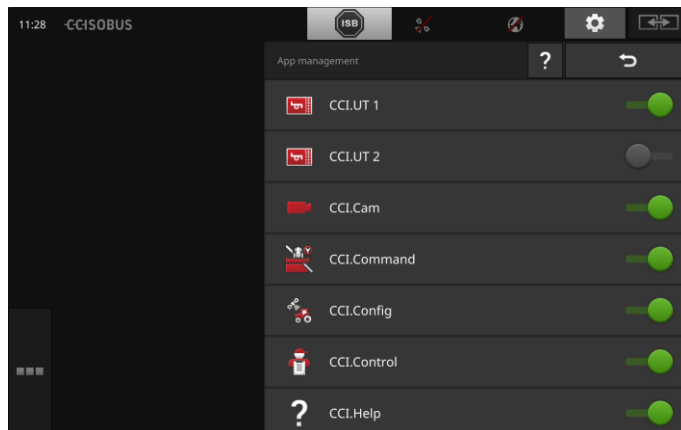 11:28 CCISOBUS ISB
App management ?
CCI.UT 1
CCI.UT 2
CCI.Cam
CCI.Command
CCI.Config
CCI.Control
? CCI.Help